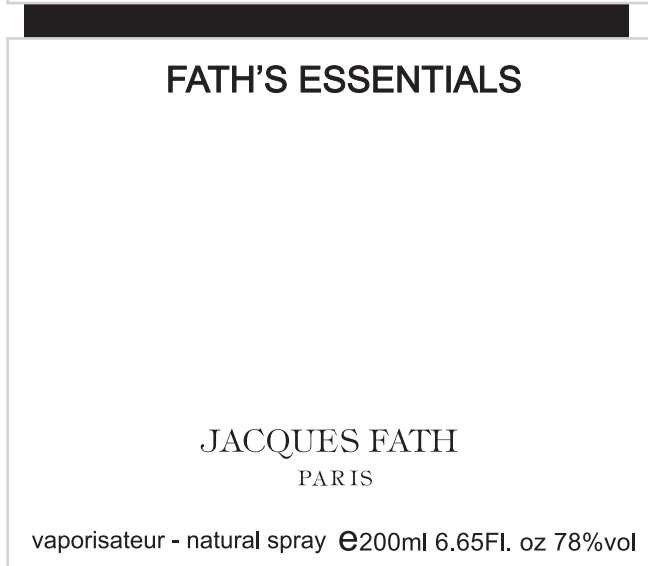 FATH'S ESSENTIALS
JACQUES FATH
PARIS
vaporisateur - natural spray ℮200ml 6.65Fl. oz 78%vol